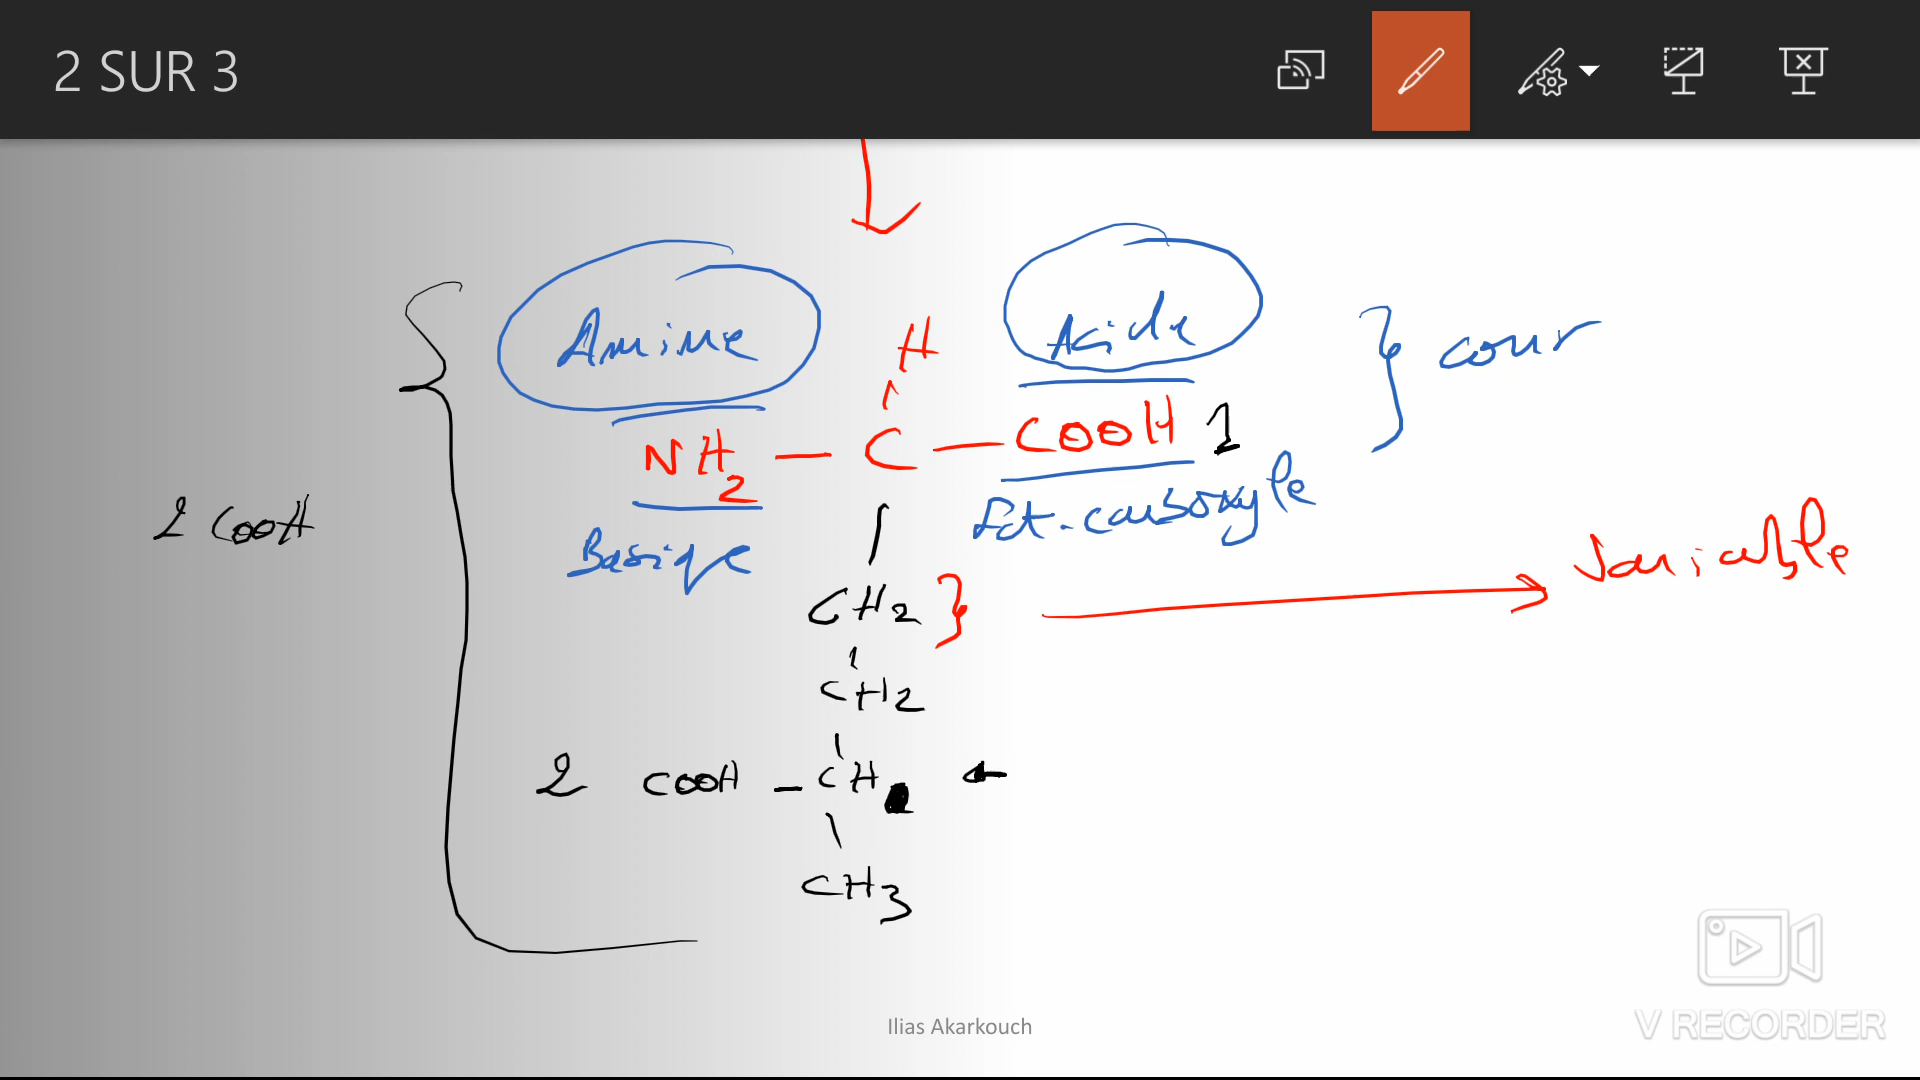 2 SUR 3
Amine
Acide
H
} cour
NH2 — C — COOH 1
Basique
Fct-carboxyle
2 COOH
Variable
CH2 }
CH2
2 COOH - CH
CH3
Ilias Akarkouch
V RECORDER